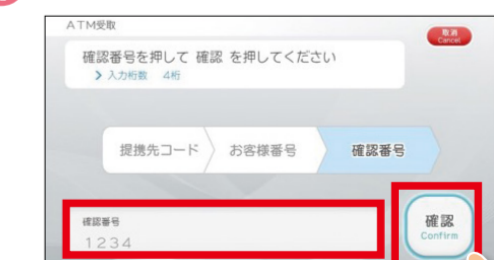 ATM受取
取消
Cancel
確認番号を押して 確認 を押してください
> 入力桁数 4桁
提携先コード
お客様番号
確認番号
確認番号
1234
確認
Confirm